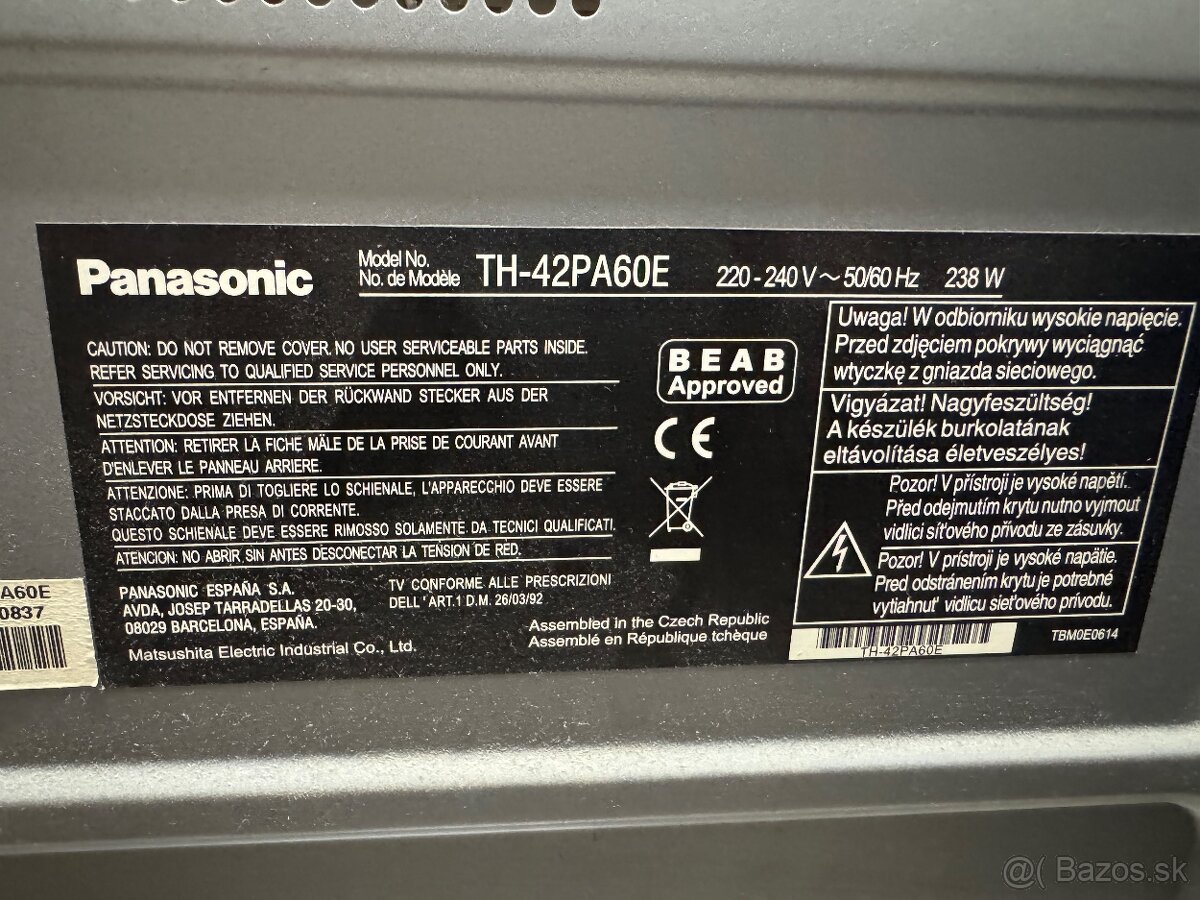 Panasonic
Model No.
No. de Modèle
TH-42PA60E
220 - 240 V ~ 50/60 Hz 238 W
CAUTION: DO NOT REMOVE COVER. NO USER SERVICEABLE PARTS INSIDE.
REFER SERVICING TO QUALIFIED SERVICE PERSONNEL ONLY.
VORSICHT: VOR ENTFERNEN DER RÜCKWAND STECKER AUS DER
NETZSTECKDOSE ZIEHEN.
ATTENTION: RETIRER LA FICHE MÂLE DE LA PRISE DE COURANT AVANT
D'ENLEVER LE PANNEAU ARRIERE.
ATTENZIONE: PRIMA DI TOGLIERE LO SCHIENALE, L'APPARECCHIO DEVE ESSERE
STACCATO DALLA PRESA DI CORRENTE.
QUESTO SCHIENALE DEVE ESSERE RIMOSSO SOLAMENTE DA TECNICI QUALIFICATI.
ATENCION: NO ABRIR SIN ANTES DESCONECTAR LA TENSION DE RED.
PANASONIC ESPAÑA S.A.
AVDA, JOSEP TARRADELLAS 20-30,
08029 BARCELONA, ESPAÑA.
Matsushita Electric Industrial Co., Ltd.
TV CONFORME ALLE PRESCRIZIONI
DELL'ART.1 D.M. 26/03/92
Assembled in the Czech Republic
Assemblé en République tchèque
BEAB
Approved
CE
Uwaga! W odbiorniku wysokie napięcie.
Przed zdjęciem pokrywy wyciągnąć
wtyczkę z gniazda sieciowego.
Vigyázat! Nagyfeszültség!
A készülék burkolatának
eltávolítása életveszélyes!
Pozor! V přístroji je vysoké napětí.
Před odejmutím krytu nutno vyjmout
vidlici síťového přívodu ze zásuvky.
Pozor! V prístroji je vysoké napätie.
Pred odstránením krytu je potrebné
vytiahnuť vidlicu sieťového prívodu.
TH-42PA60E
TBM0E0614
A60E
0837
@( Bazos.sk